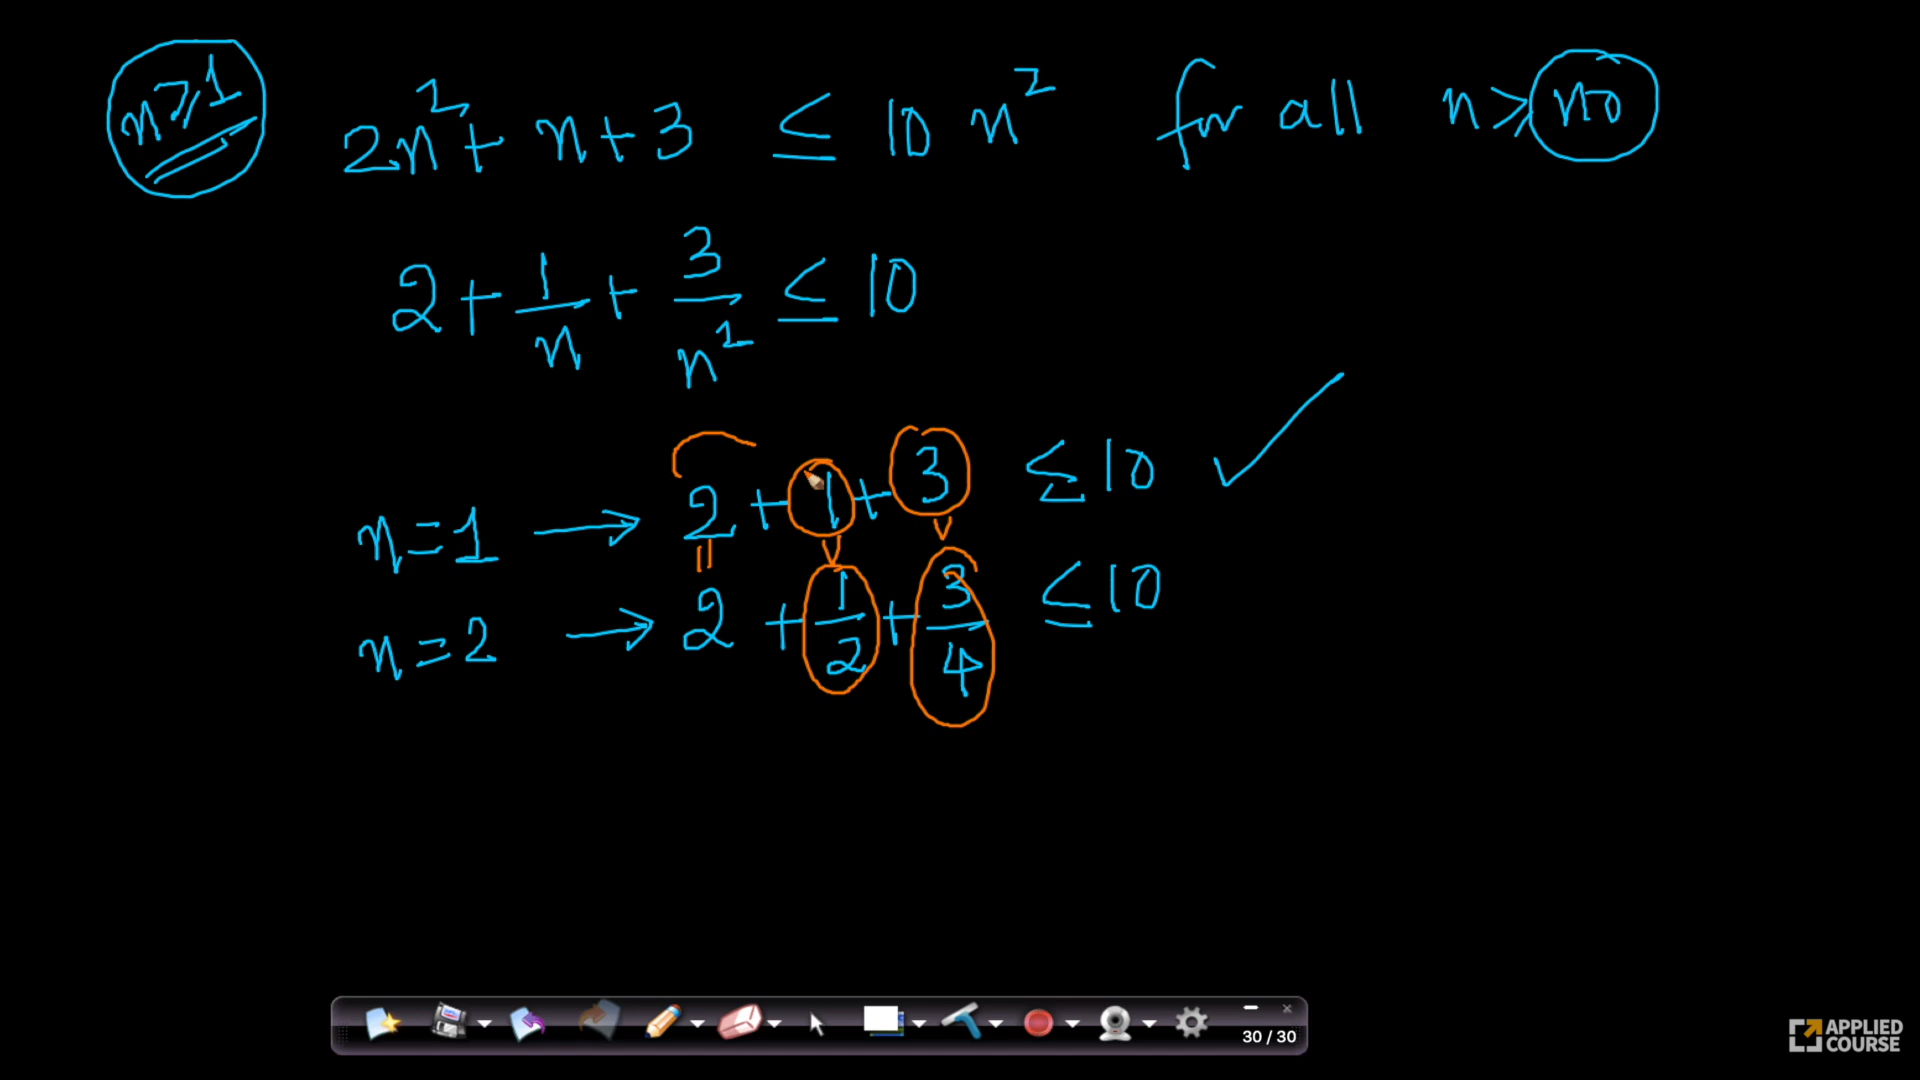 n ≥ 1
2n² + n + 3 ≤ 10 n² for all n ≥ n0
2 + 1/n + 3/n² ≤ 10
n = 1 → 2 + 1 + 3 ≤ 10 ✓
n = 2 → 2 + 1/2 + 3/4 ≤ 10
30 / 30
APPLIED
COURSE